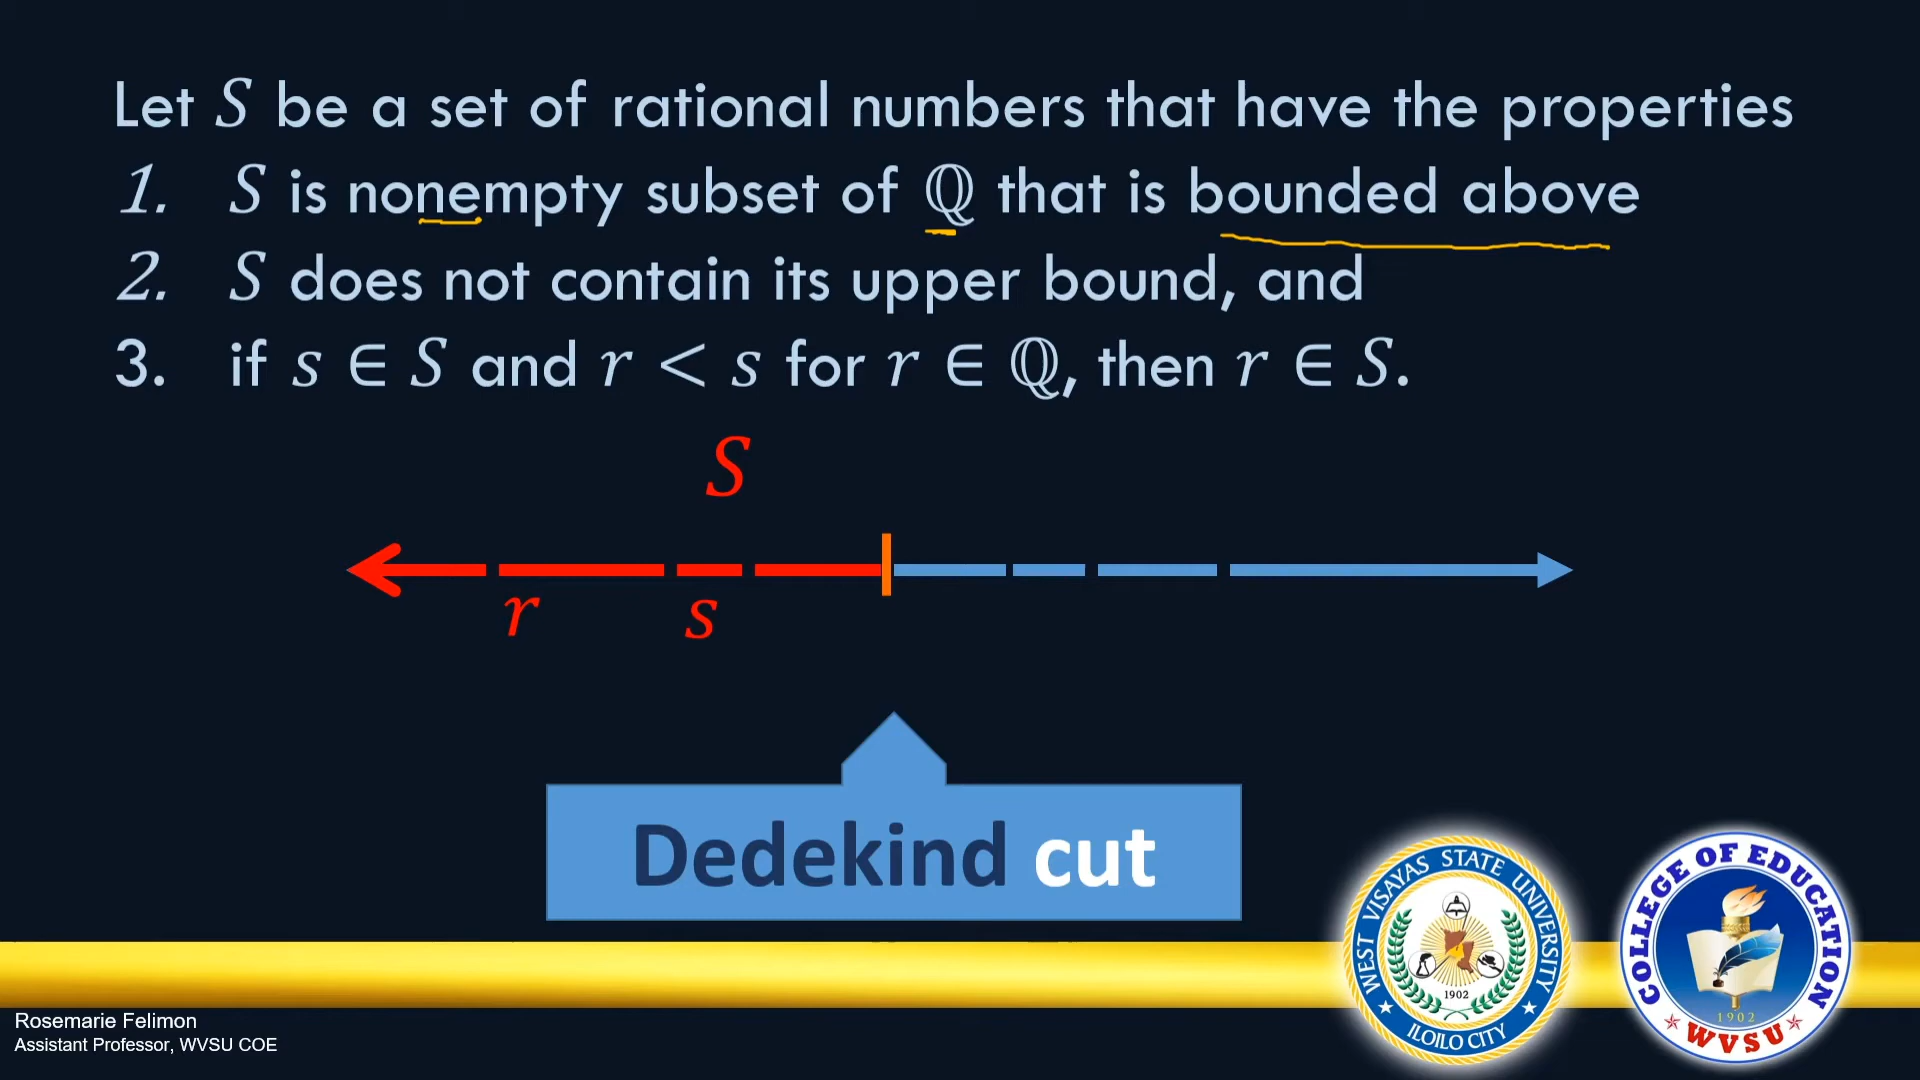 Let S be a set of rational numbers that have the properties
1. S is nonempty subset of ℚ that is bounded above
2. S does not contain its upper bound, and
3. if s ∈ S and r < s for r ∈ ℚ, then r ∈ S.
S
r s
Dedekind cut
WEST VISAYAS STATE UNIVERSITY
1902
ILOILO CITY
COLLEGE OF EDUCATION
1902
WVSU
Rosemarie Felimon
Assistant Professor, WVSU COE